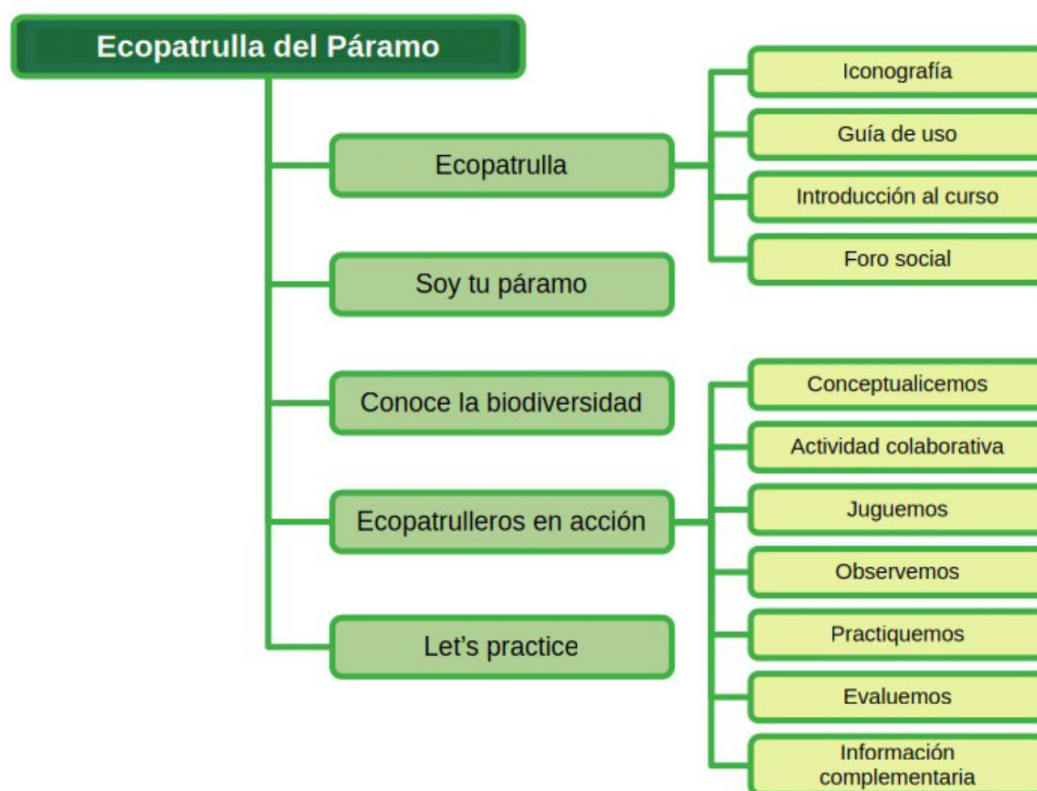 Ecopatrulla del Páramo
Ecopatrulla
Iconografía
Guía de uso
Introducción al curso
Foro social
Soy tu páramo
Conoce la biodiversidad
Ecopatrulleros en acción
Conceptualicemos
Actividad colaborativa
Juguemos
Observemos
Practiquemos
Evaluemos
Información
complementaria
Let's practice